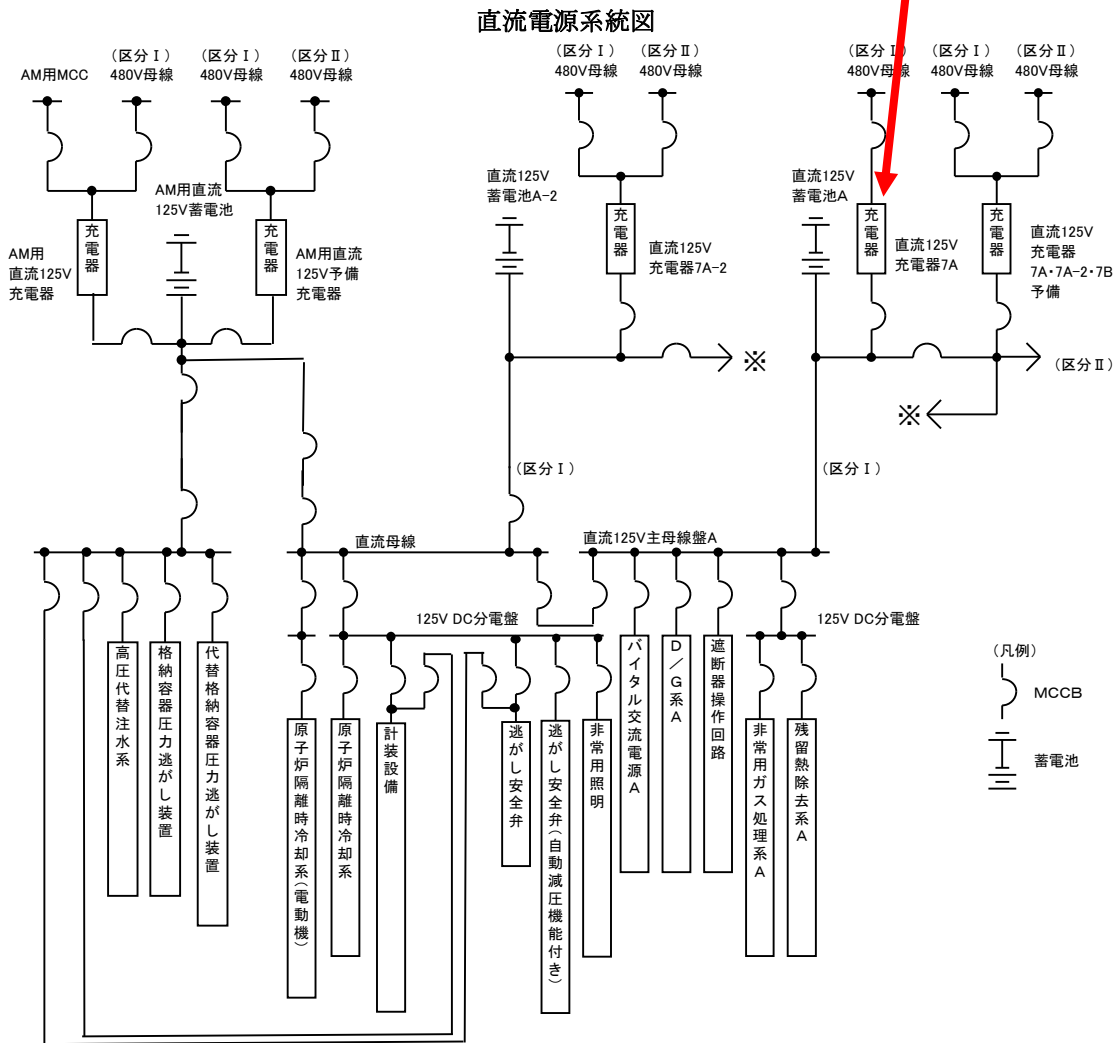 直流電源系統図
AM用MCC
(区分Ⅰ)
480V母線
(区分Ⅰ)
480V母線
(区分Ⅱ)
480V母線
(区分Ⅰ)
480V母線
(区分Ⅱ)
480V母線
(区分Ⅰ)
480V母線
(区分Ⅰ)
480V母線
(区分Ⅱ)
480V母線
AM用
直流125V
充電器
充電器
AM用直流
125V蓄電池
充電器
AM用直流
125V予備
充電器
直流125V
蓄電池A-2
充電器
直流125V
充電器7A-2
直流125V
蓄電池A
充電器
直流125V
充電器7A
充電器
直流125V
充電器
7A・7A-2・7B
予備
※
(区分Ⅱ)
※
(区分Ⅰ)
(区分Ⅰ)
直流母線
直流125V主母線盤A
125V DC分電盤
125V DC分電盤
高圧代替注水系
格納容器圧力逃がし装置
代替格納容器圧力逃がし装置
原子炉隔離時冷却系(電動機)
原子炉隔離時冷却系
計装設備
逃がし安全弁
逃がし安全弁(自動減圧機能付き)
非常用照明
バイタル交流電源A
D/G系A
遮断器操作回路
非常用ガス処理系A
残留熱除去系A
(凡例)
MCCB
蓄電池